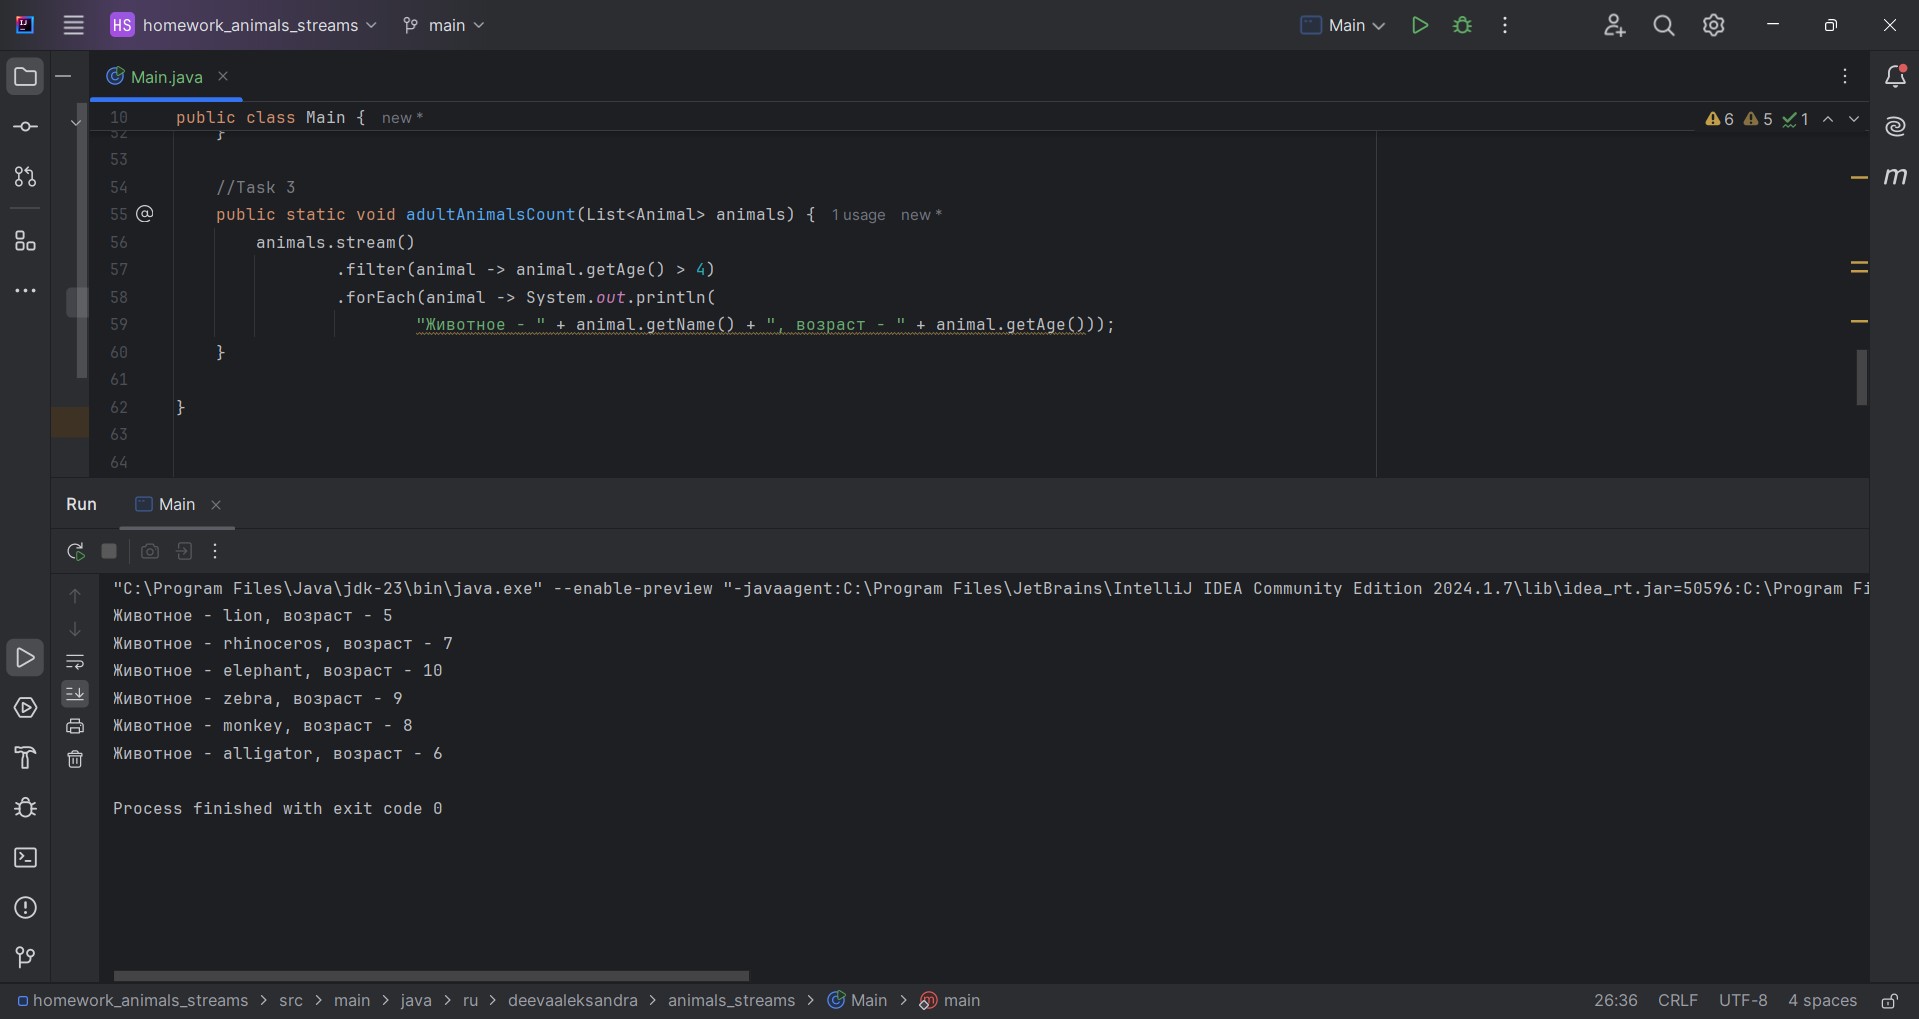 HS homework_animals_streams main Main
Main.java
10 public class Main { new *
6 5 1
52 }
53
54 //Task 3
55 @ public static void adultAnimalsCount(List<Animal> animals) { 1 usage new *
56 animals.stream()
57 .filter(animal -> animal.getAge() > 4)
58 .forEach(animal -> System.out.println(
59 "Животное - " + animal.getName() + ", возраст - " + animal.getAge()));
60 }
61
62 }
63
64
Run Main
"C:\Program Files\Java\jdk-23\bin\java.exe" --enable-preview "-javaagent:C:\Program Files\JetBrains\IntelliJ IDEA Community Edition 2024.1.7\lib\idea_rt.jar=50596:C:\Program Fi
Животное - lion, возраст - 5
Животное - rhinoceros, возраст - 7
Животное - elephant, возраст - 10
Животное - zebra, возраст - 9
Животное - monkey, возраст - 8
Животное - alligator, возраст - 6
Process finished with exit code 0
homework_animals_streams > src > main > java > ru > deevaaleksandra > animals_streams > Main > main 26:36 CRLF UTF-8 4 spaces